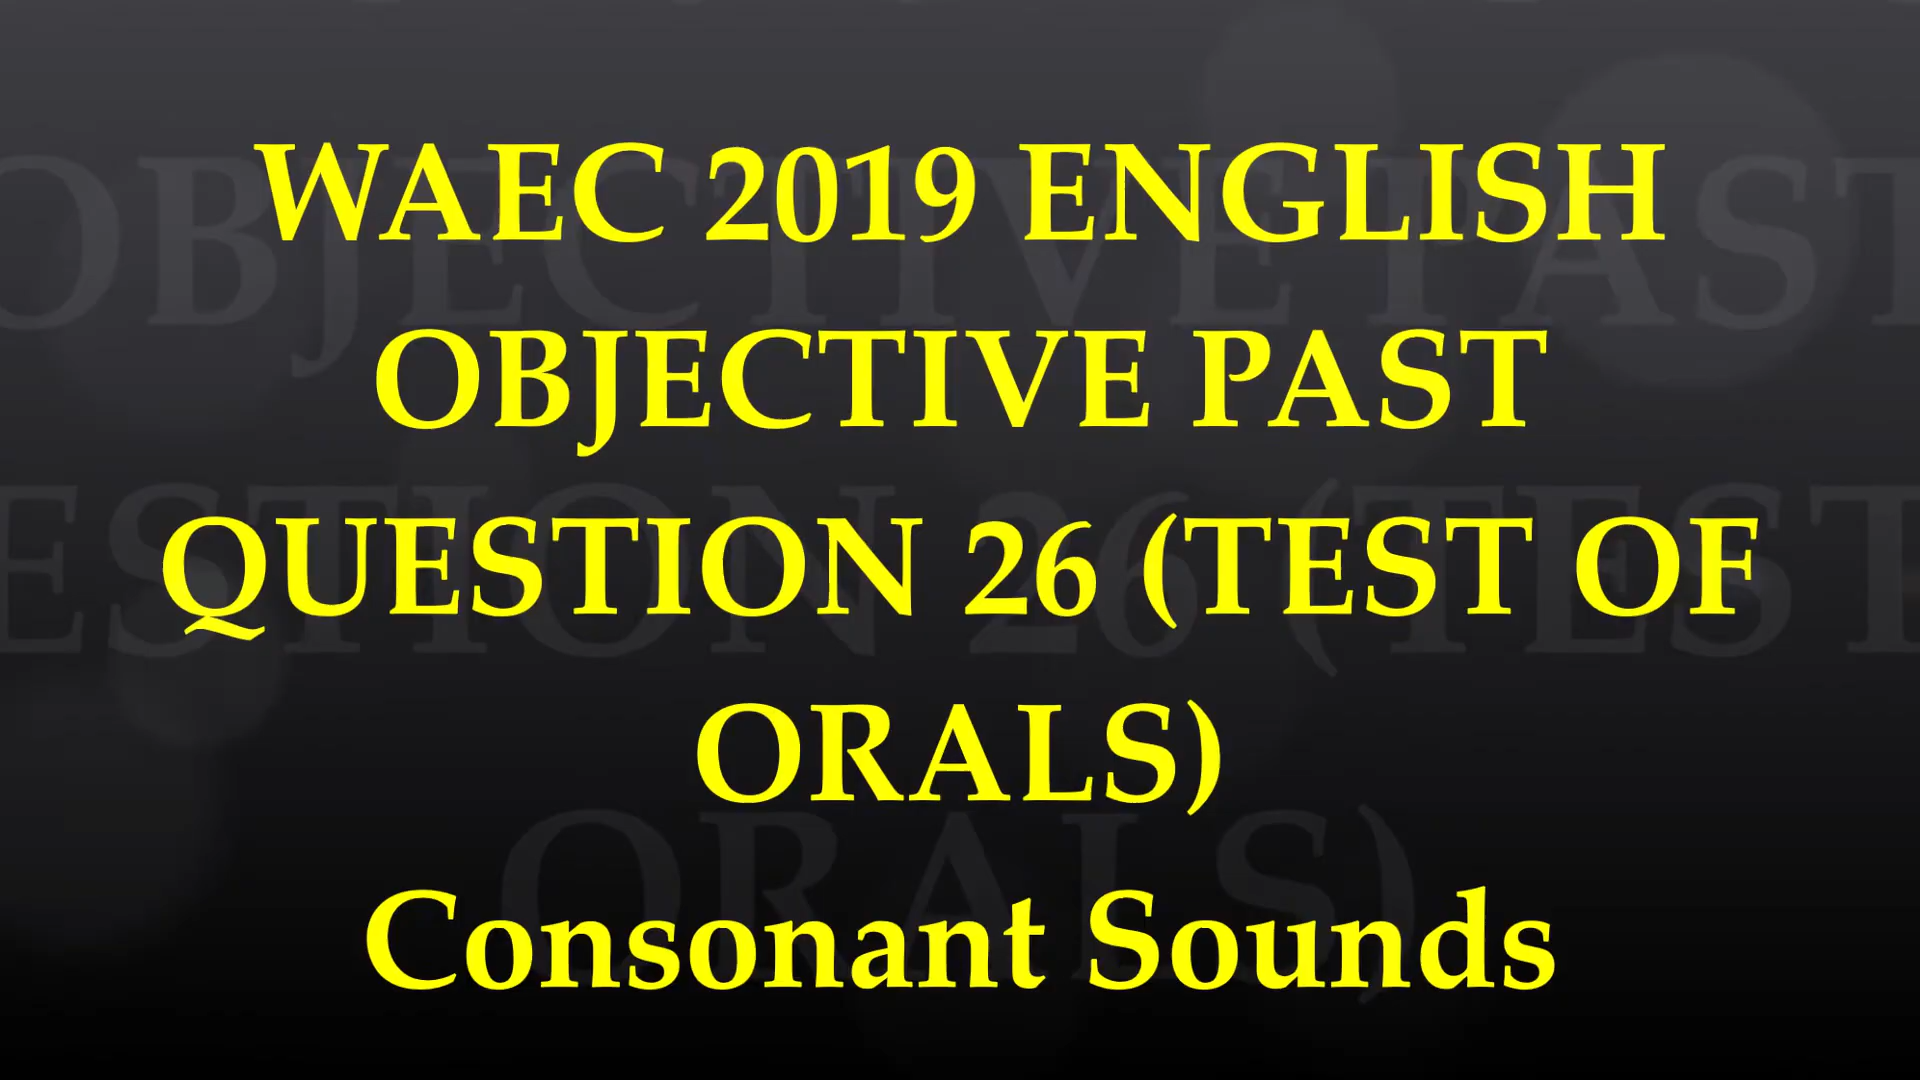 WAEC 2019 ENGLISH
OBJECTIVE PAST
QUESTION 26 (TEST OF
ORALS)
Consonant Sounds